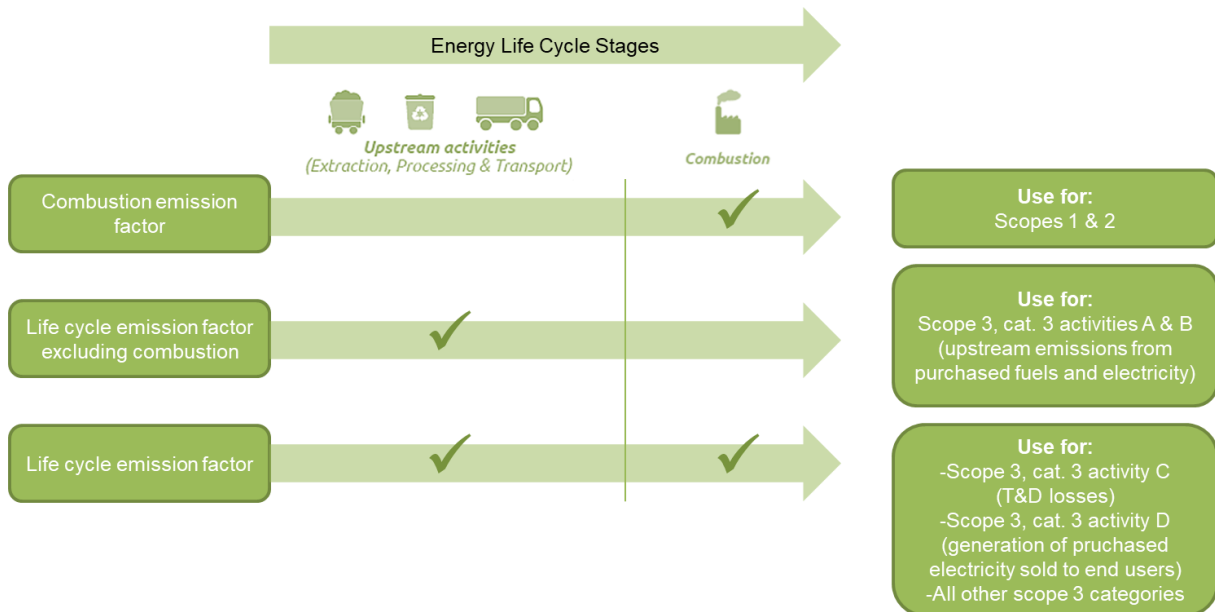 Energy Life Cycle Stages
Upstream activities
(Extraction, Processing & Transport)
Combustion
Combustion emission
factor
Use for:
Scopes 1 & 2
Life cycle emission factor
excluding combustion
Use for:
Scope 3, cat. 3 activities A & B
(upstream emissions from
purchased fuels and electricity)
Life cycle emission factor
Use for:
-Scope 3, cat. 3 activity C
(T&D losses)
-Scope 3, cat. 3 activity D
(generation of pruchased
electricity sold to end users)
-All other scope 3 categories